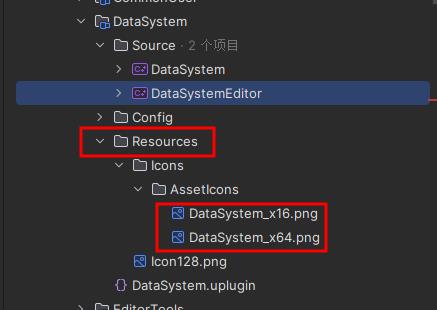 CommonUser
DataSystem
Source · 2 个项目
DataSystem
DataSystemEditor
Config
Resources
Icons
AssetIcons
DataSystem_x16.png
DataSystem_x64.png
Icon128.png
DataSystem.uplugin
EditorTools